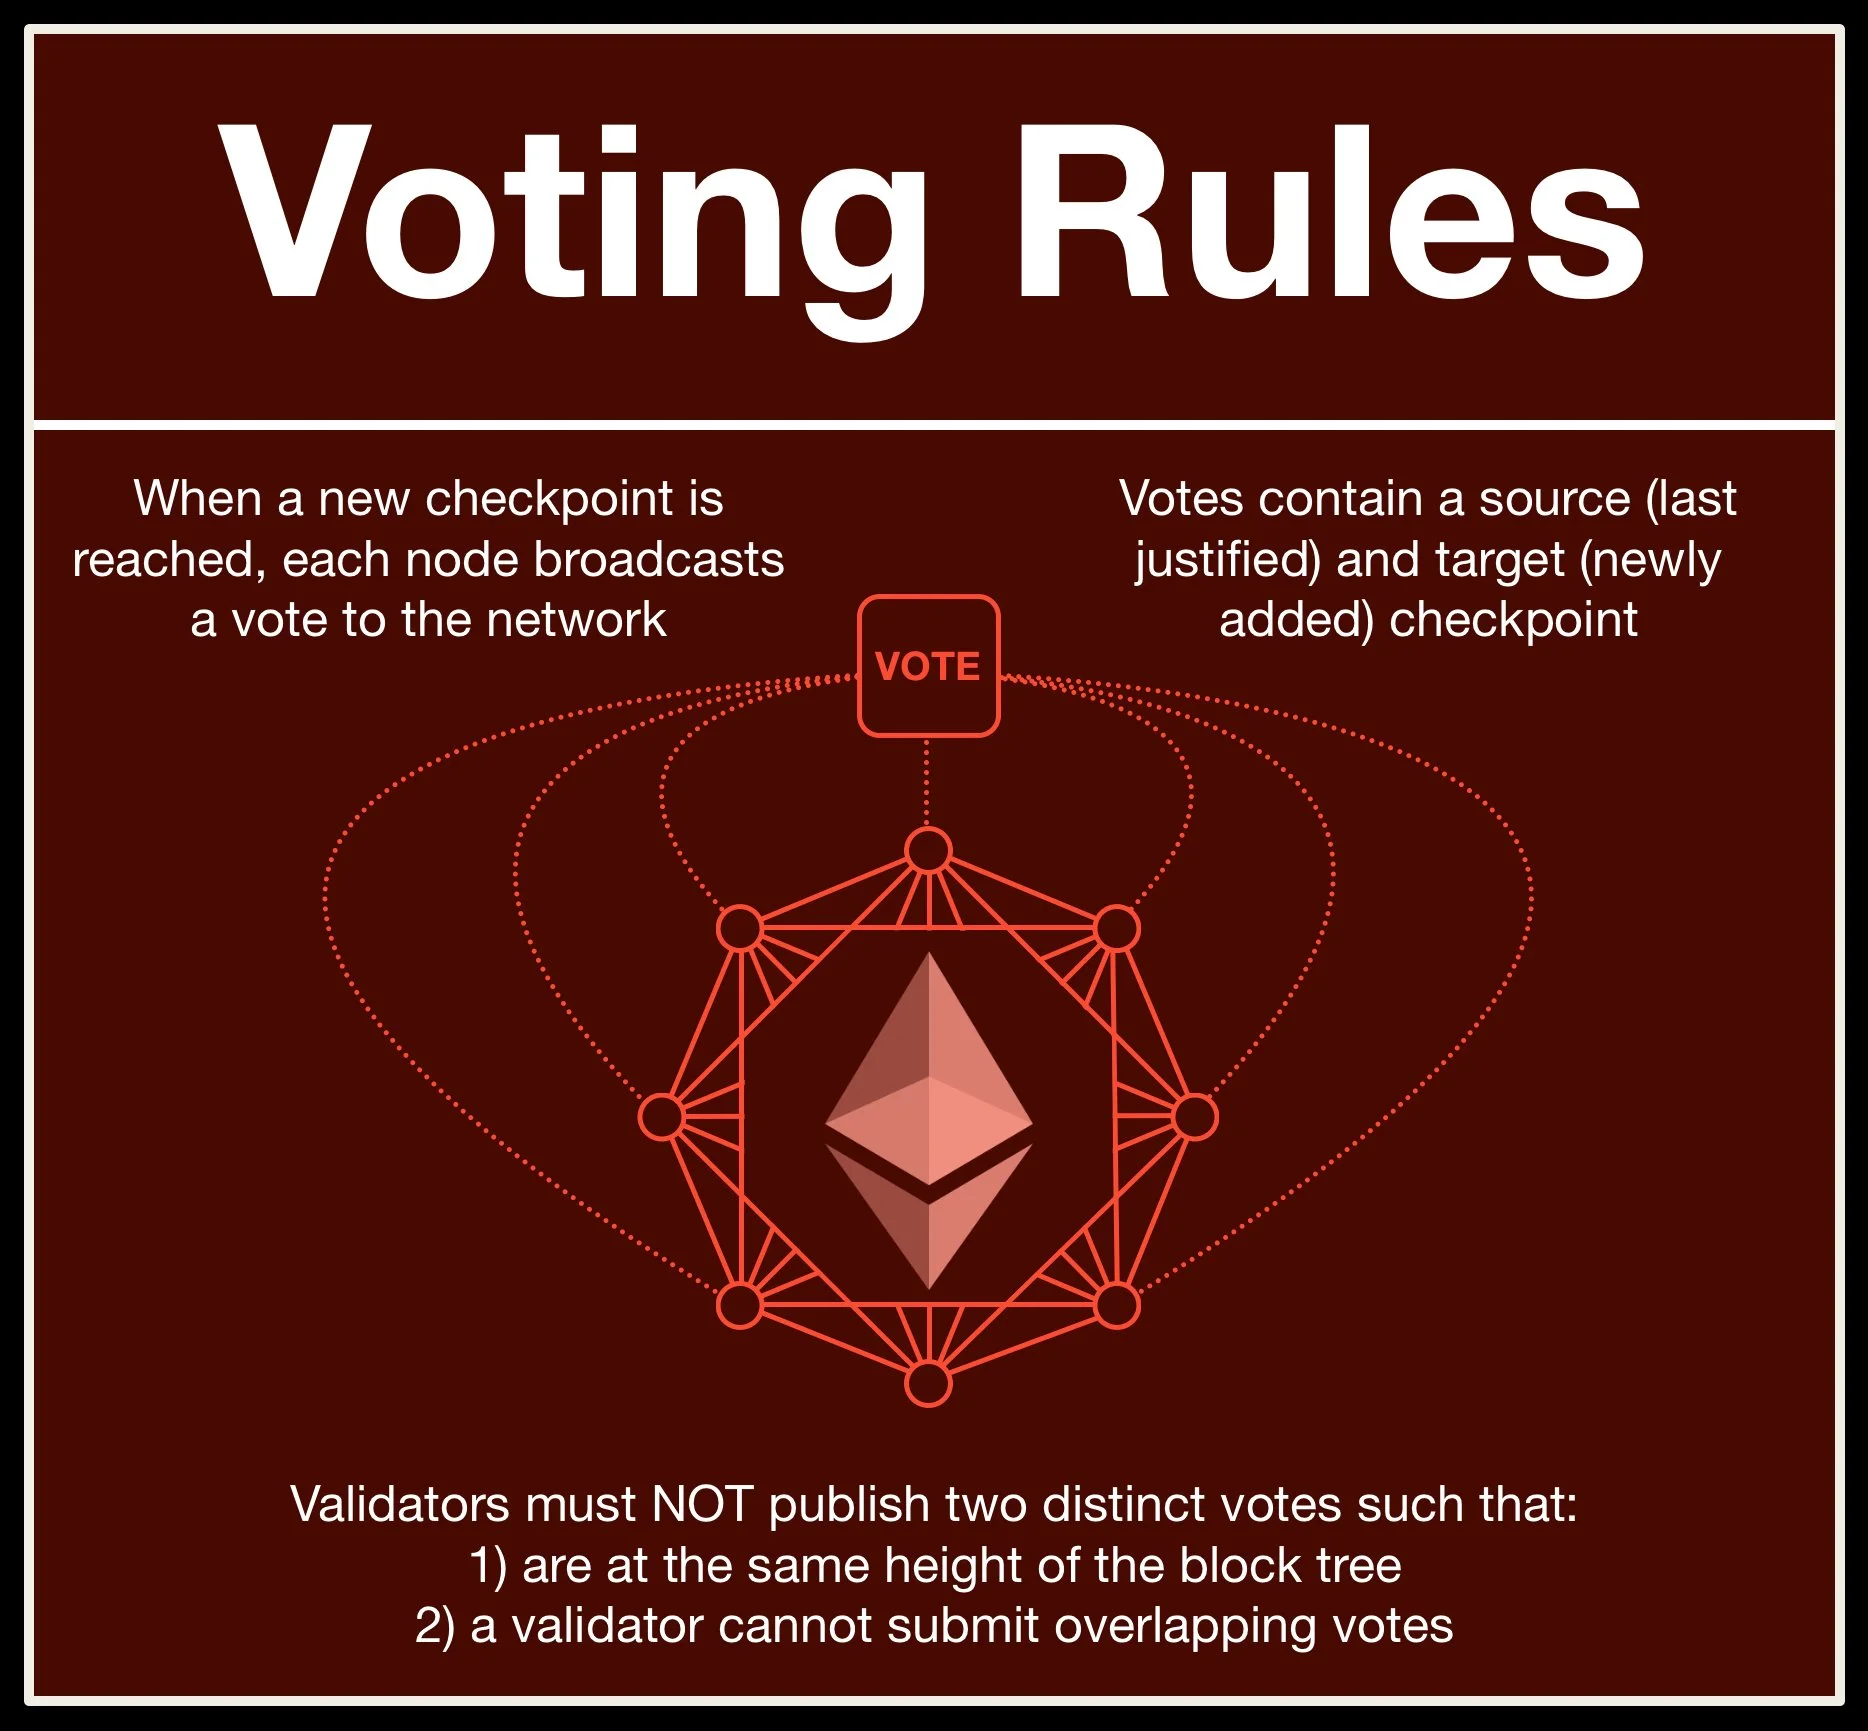 Voting Rules
When a new checkpoint is
reached, each node broadcasts
a vote to the network
Votes contain a source (last
justified) and target (newly
added) checkpoint
VOTE
Validators must NOT publish two distinct votes such that:
1) are at the same height of the block tree
2) a validator cannot submit overlapping votes